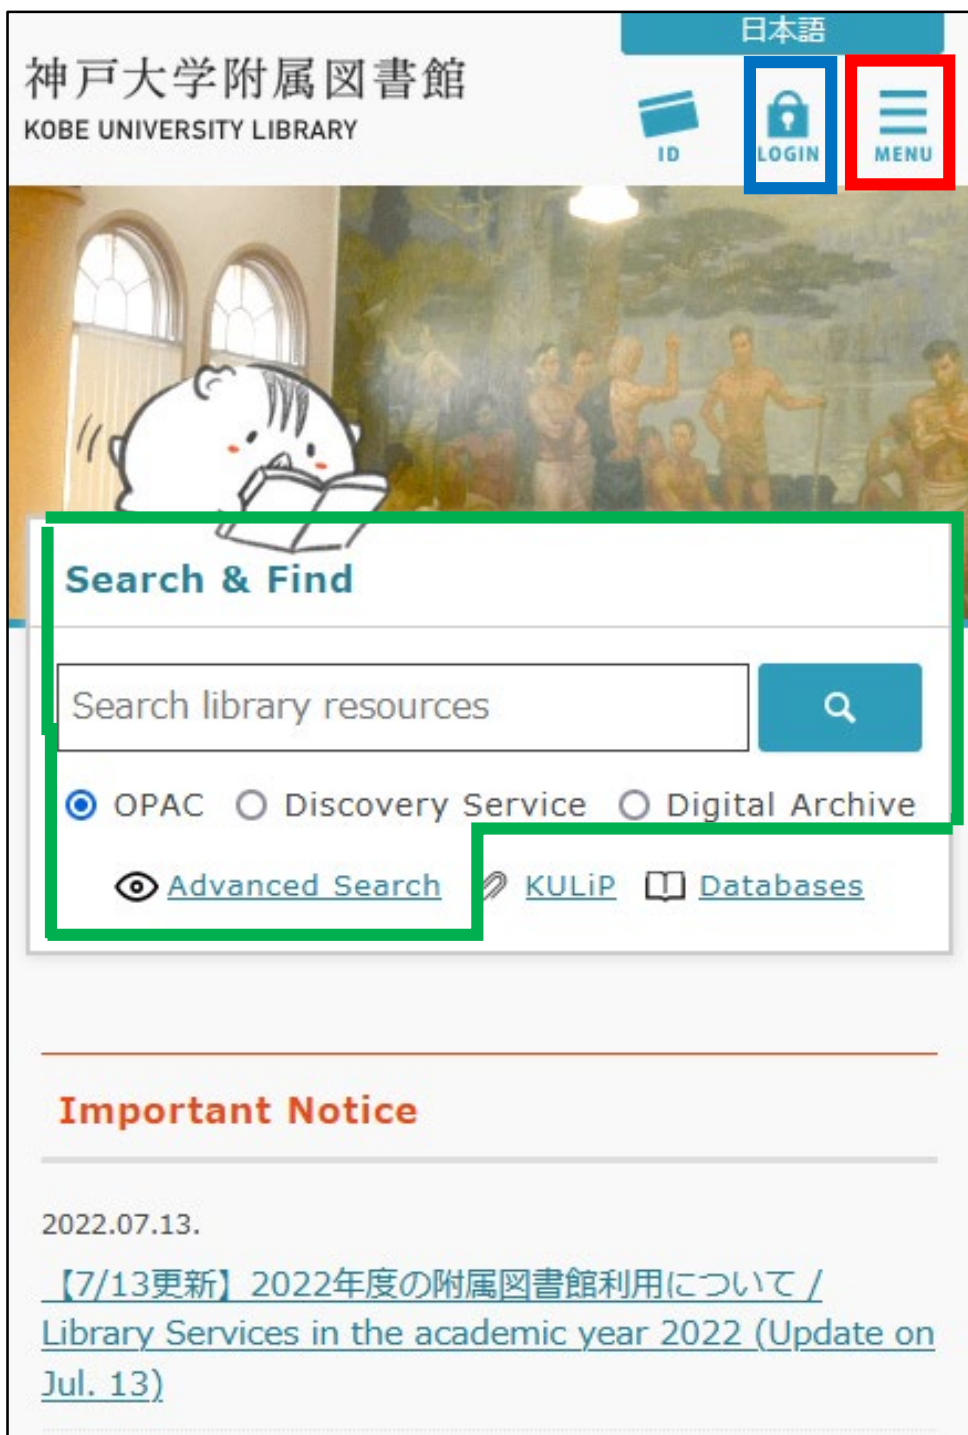 日本語
神戸大学附属図書館
KOBE UNIVERSITY LIBRARY
ID
LOGIN
MENU
Search & Find
Search library resources
OPAC Discovery Service Digital Archive
Advanced Search KULiP Databases
Important Notice
2022.07.13.
【7/13更新】2022年度の附属図書館利用について /
Library Services in the academic year 2022 (Update on
Jul. 13)